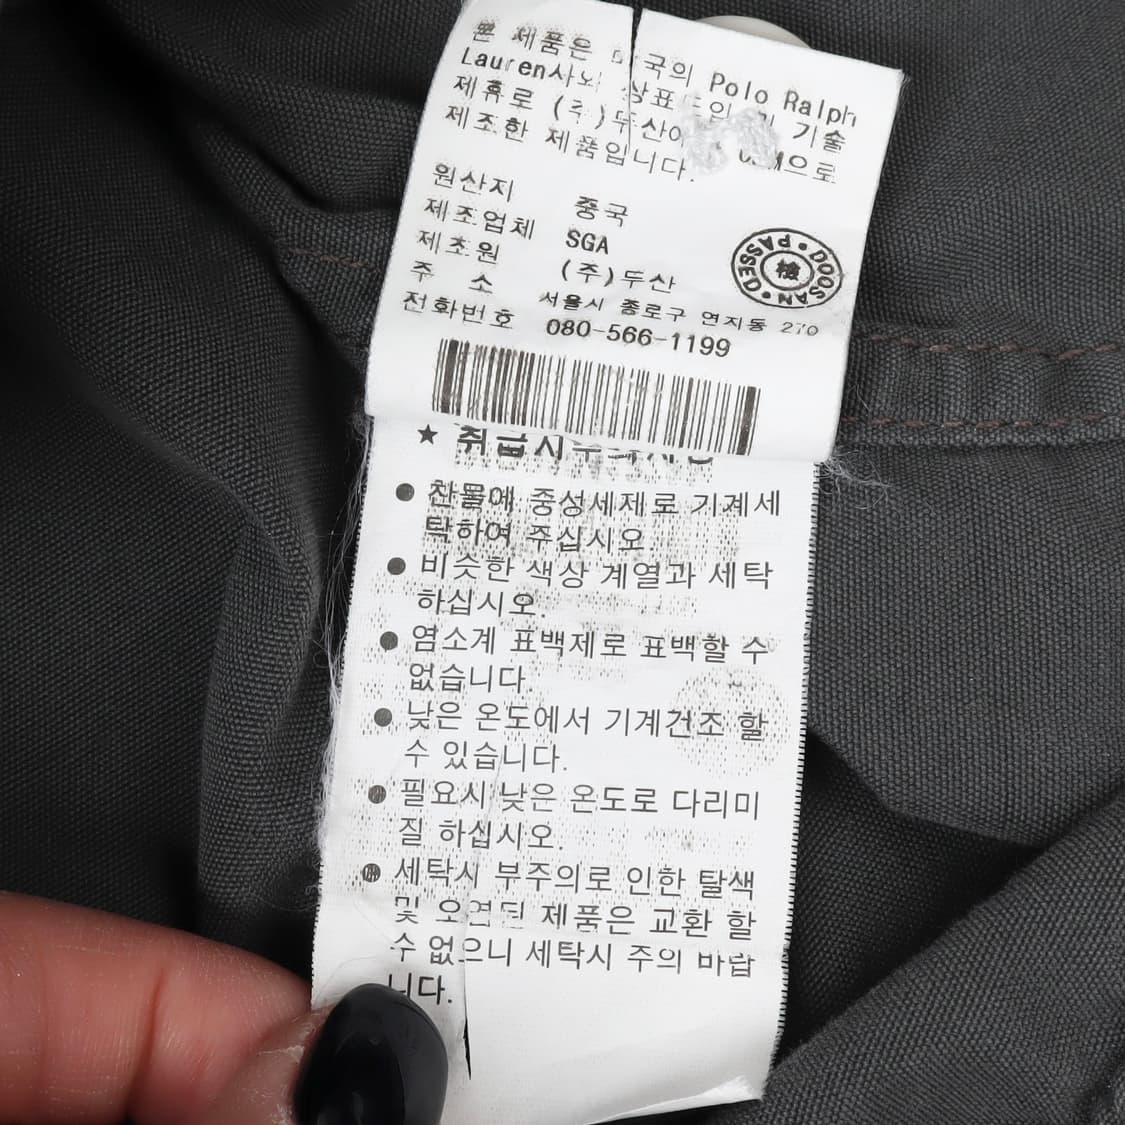 본 제품은 미국의 Polo Ralph
Lauren사와 상표도입 및 기술
제휴로 (주)두산에
제조한 제품입니다.
원산지 중국
제조업체 SGA
제조원 (주)두산
주 소 서울시 종로구 연지동 270
전화번호 080-566-1199
PASSED • DOOSAN •
檢
★ 취급시주의사항
● 찬물에 중성세제로 기계세
탁하여 주십시오
● 비슷한 색상 계열과 세탁
하십시오.
● 염소계 표백제로 표백할 수
없습니다.
● 낮은 온도에서 기계건조 할
수 있습니다.
● 필요시 낮은 온도로 다리미
질 하십시오.
● 세탁시 부주의로 인한 탈색
및 오염된 제품은 교환 할
수 없으니 세탁시 주의 바랍
니다.